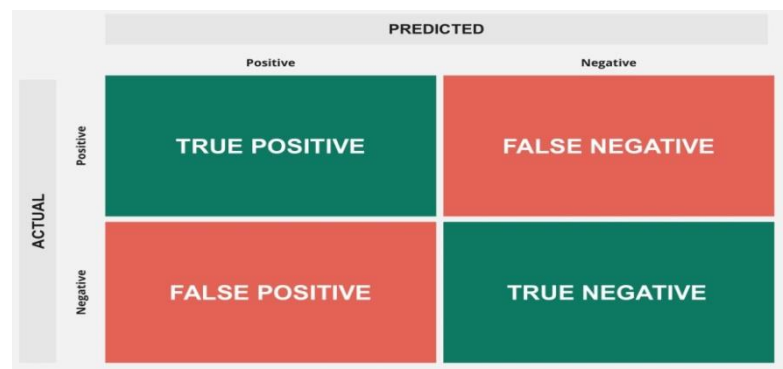 PREDICTED
Positive Negative
Positive
TRUE POSITIVE FALSE NEGATIVE
ACTUAL
Negative
FALSE POSITIVE TRUE NEGATIVE